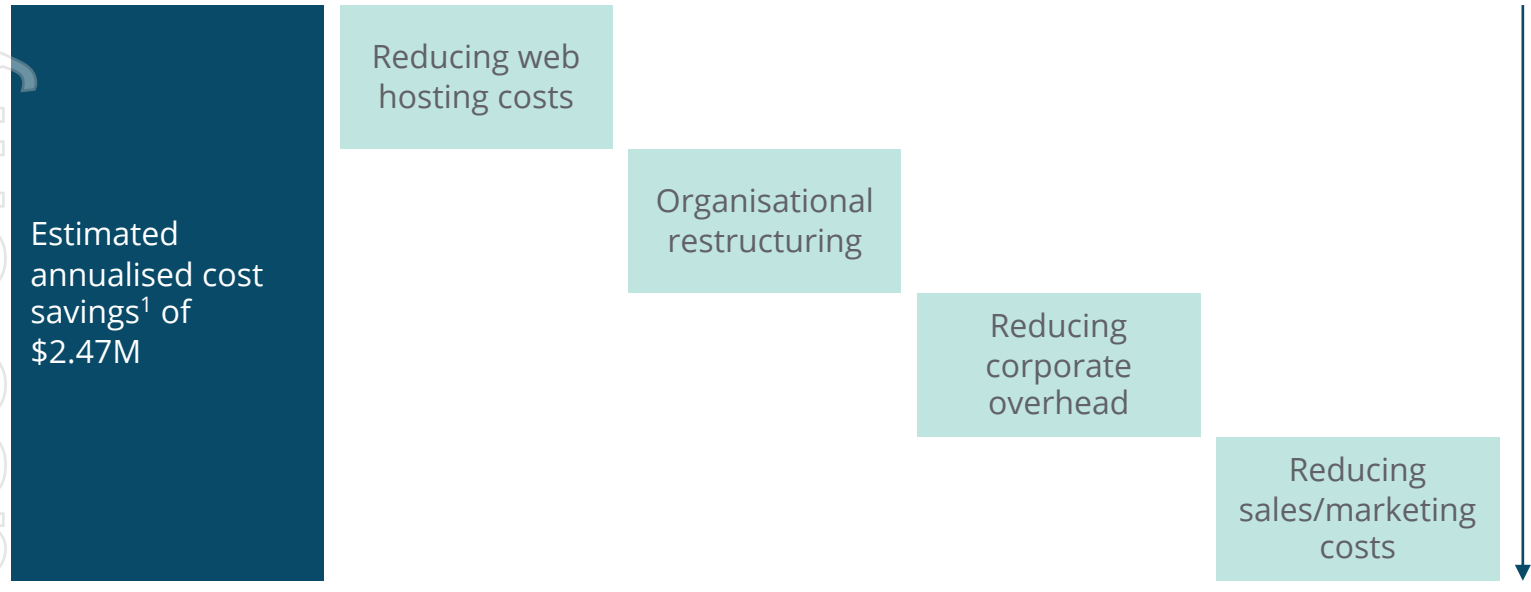 Reducing web
hosting costs
Organisational
restructuring
Estimated
annualised cost
savings¹ of
$2.47M
Reducing
corporate
overhead
Reducing
sales/marketing
costs